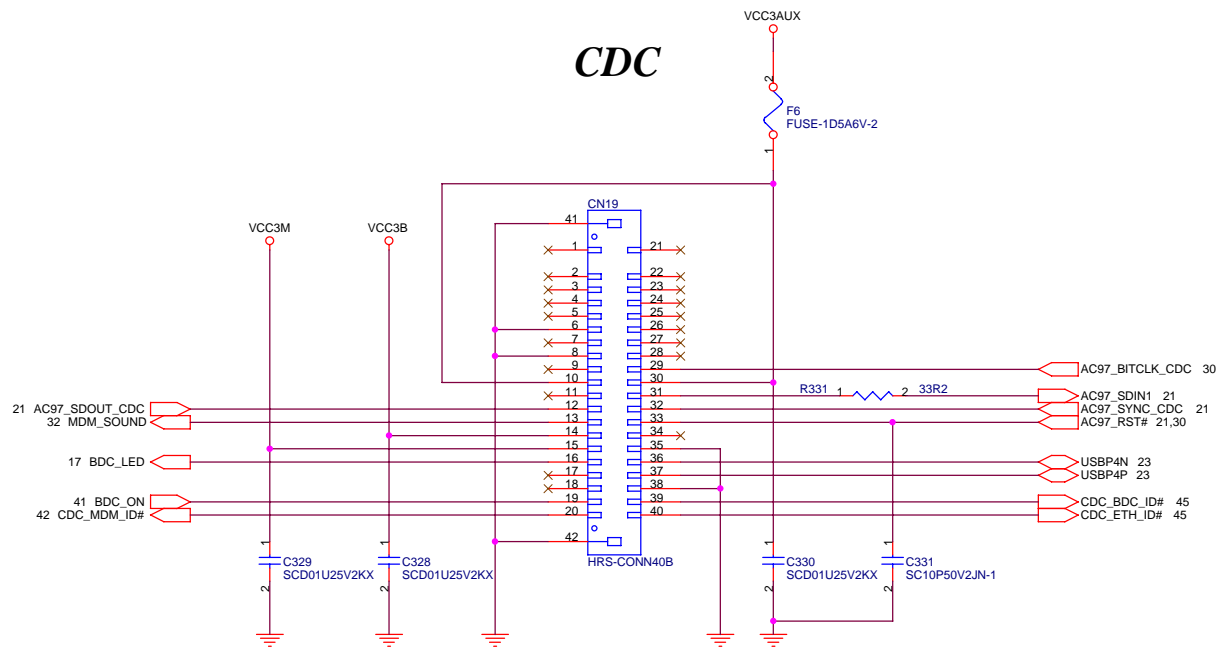 VCC3AUX
CDC
2
F6
FUSE-1D5A6V-2
1
CN19
VCC3M
VCC3B
41
1 21
2 22
3 23
4 24
5 25
6 26
7 27
8 28
9 29 AC97_BITCLK_CDC 30
10 30
11 31 R331 1 2 33R2 AC97_SDIN1 21
21 AC97_SDOUT_CDC 12 32 AC97_SYNC_CDC 21
32 MDM_SOUND 13 33 AC97_RST# 21,30
14 34
15 35
17 BDC_LED 16 36 USBP4N 23
17 37 USBP4P 23
18 38
41 BDC_ON 19 39 CDC_BDC_ID# 45
42 CDC_MDM_ID# 20 40 CDC_ETH_ID# 45
42
HRS-CONN40B
1 C329 2
SCD01U25V2KX
1 C328 2
SCD01U25V2KX
1 C330 2
SCD01U25V2KX
1 C331 2
SC10P50V2JN-1